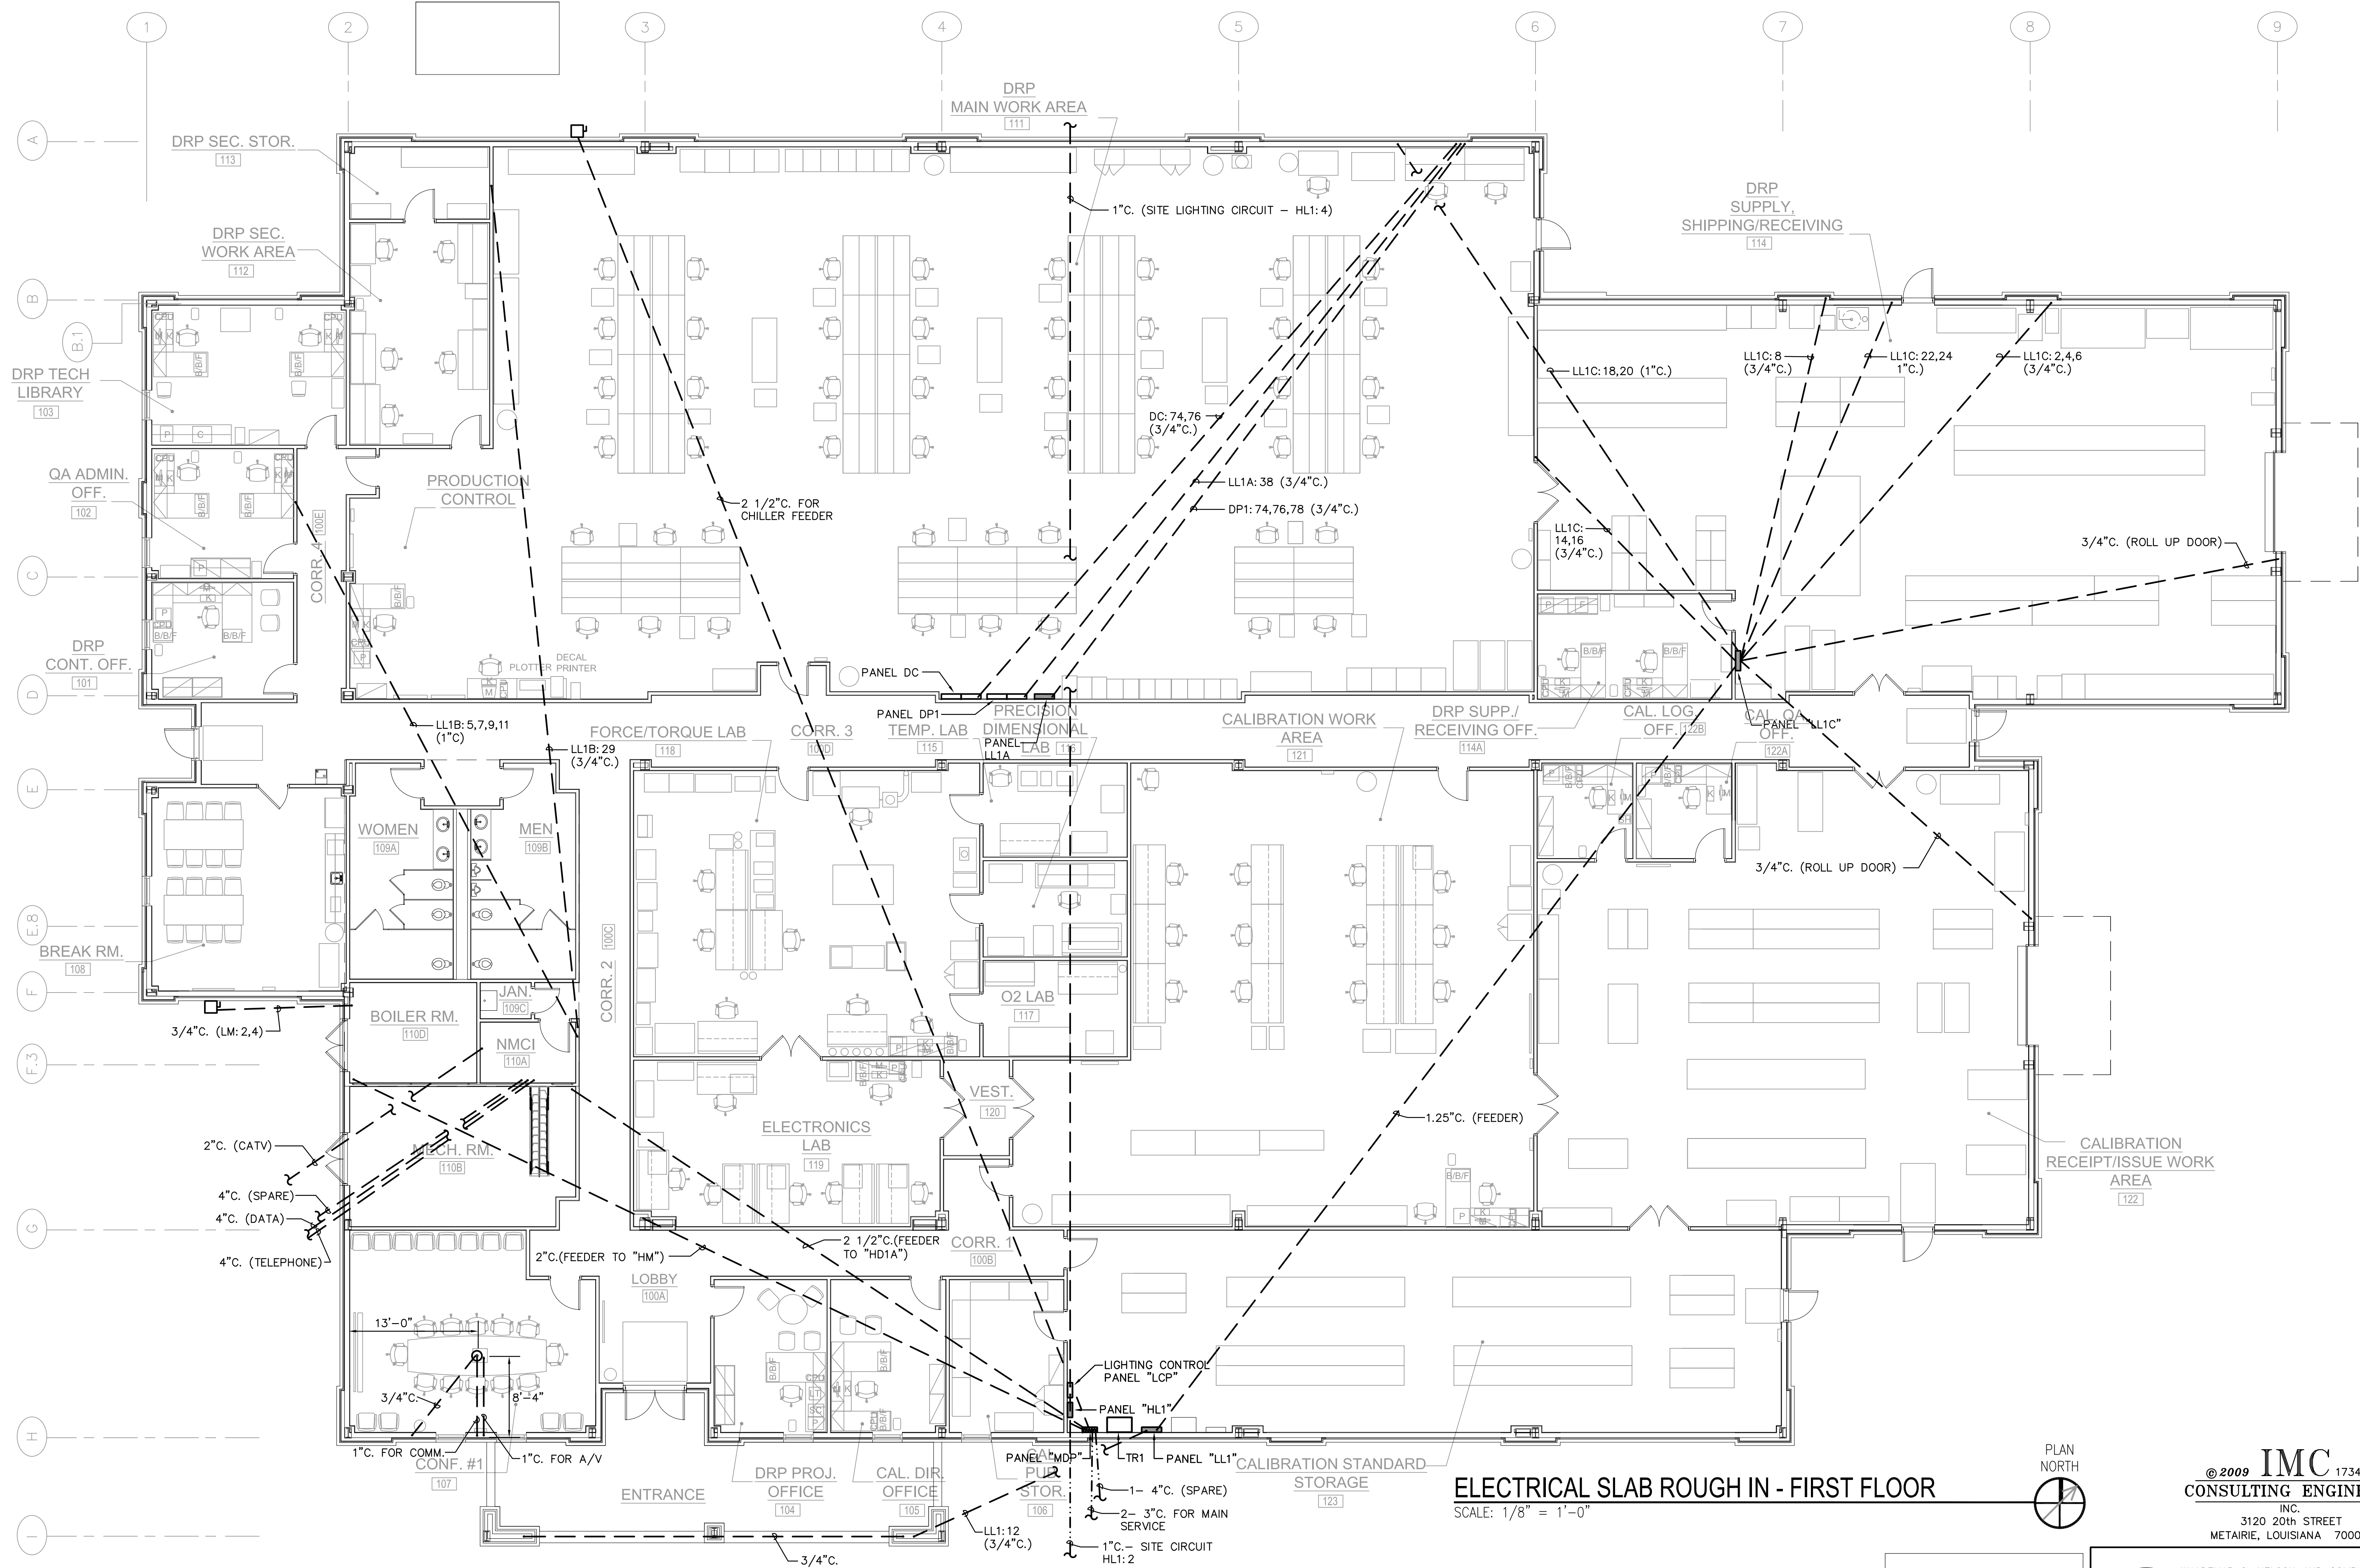 1
2
3
4
5
6
7
8
9
A
B
B.1
C
D
E
E.8
F
F.3
G
H
I
DRP
MAIN WORK AREA
111
DRP SEC. STOR.
113
DRP SEC.
WORK AREA
112
DRP
SUPPLY,
SHIPPING/RECEIVING
114
1"C. (SITE LIGHTING CIRCUIT - HL1:4)
DRP TECH
LIBRARY
103
LL1C:8
(3/4"C.)
LL1C:22,24
1"C.)
LL1C:2,4,6
(3/4"C.)
LL1C:18,20 (1"C.)
DC:74,76
(3/4"C.)
QA ADMIN.
OFF.
102
PRODUCTION
CONTROL
2 1/2"C. FOR
CHILLER FEEDER
LL1A:38 (3/4"C.)
DP1:74,76,78 (3/4"C.)
LL1C:
14,16
(3/4"C.)
3/4"C. (ROLL UP DOOR)
CORR. 4
100E
DRP
CONT. OFF.
101
PLOTTER
DECAL
PRINTER
PANEL DC
PANEL DP1
PANEL
LL1A
LL1B:5,7,9,11
(1"C)
LL1B:29
(3/4"C.)
FORCE/TORQUE LAB
118
CORR. 3
100D
TEMP. LAB
115
PRECISION
DIMENSIONAL
LAB
116
CALIBRATION WORK
AREA
121
DRP SUPP./
RECEIVING OFF.
114A
CAL. LOG.
OFF.
122B
CAL. QA
OFF.
122A
PANEL "LL1C"
WOMEN
109A
MEN
109B
3/4"C. (ROLL UP DOOR)
BREAK RM.
108
CORR. 2
100C
JAN.
109C
BOILER RM.
110D
O2 LAB
117
3/4"C. (LM:2,4)
NMCI
110A
VEST.
120
1.25"C. (FEEDER)
ELECTRONICS
LAB
119
2"C. (CATV)
MECH. RM.
110B
CALIBRATION
RECEIPT/ISSUE WORK
AREA
122
4"C. (SPARE)
4"C. (DATA)
4"C. (TELEPHONE)
2"C.(FEEDER TO "HM")
2 1/2"C.(FEEDER
TO "HD1A")
CORR. 1
100B
LOBBY
100A
13'-0"
8'-4"
3/4"C.
LIGHTING CONTROL
PANEL "LCP"
PANEL "HL1"
1"C. FOR COMM.
1"C. FOR A/V
CONF. #1
107
PANEL "MDP"
TR1
PANEL "LL1"
DRP PROJ.
OFFICE
104
CAL. DIR.
OFFICE
105
CAL.
PUB.
STOR.
106
CALIBRATION STANDARD
STORAGE
123
ENTRANCE
1- 4"C. (SPARE)
2- 3"C. FOR MAIN
SERVICE
LL1:12
(3/4"C.)
3/4"C.
1"C.- SITE CIRCUIT
HL1:2
ELECTRICAL SLAB ROUGH IN - FIRST FLOOR
SCALE: 1/8" = 1'-0"
PLAN
NORTH
©2009 IMC 1734
CONSULTING ENGINE
INC.
3120 20th STREET
METAIRIE, LOUISIANA 7000